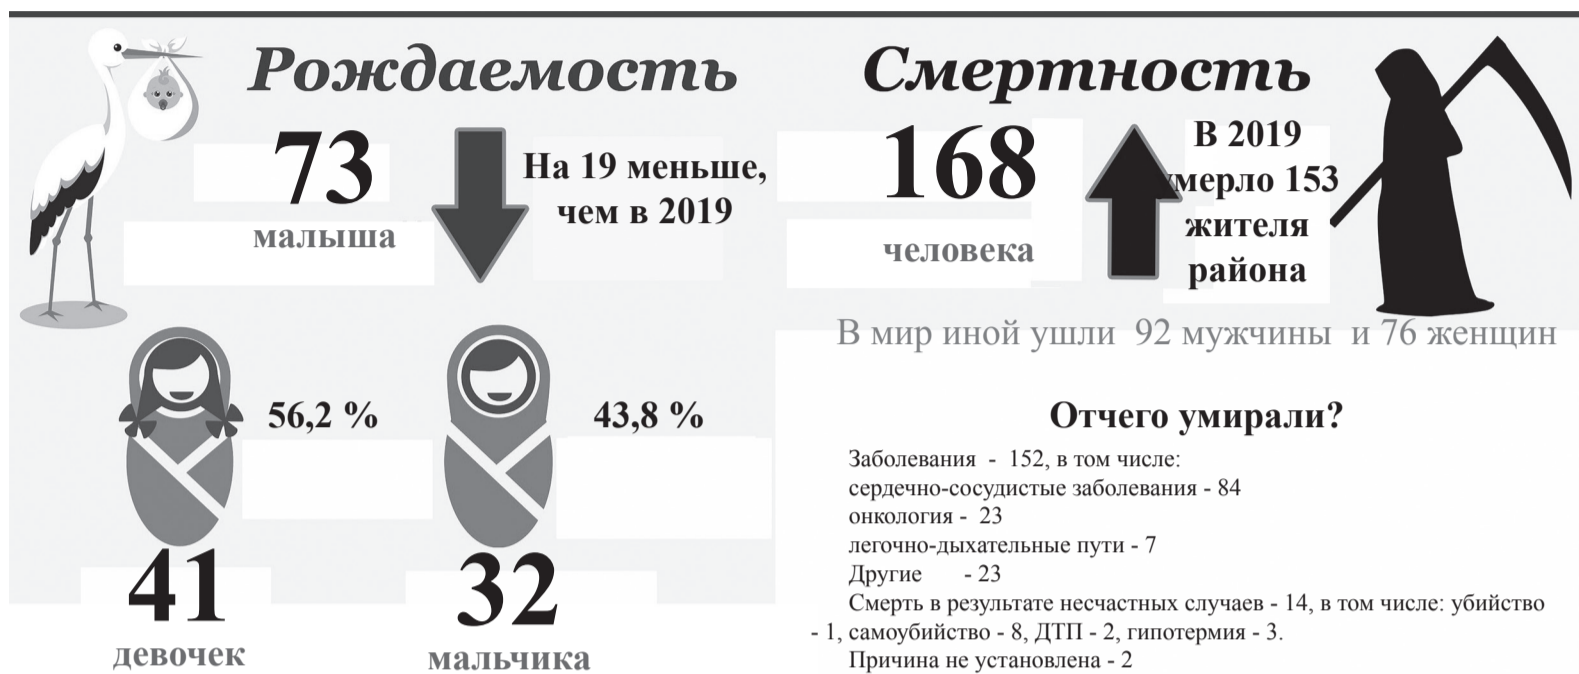 Рождаемость
73
малыша
На 19 меньше,
чем в 2019
56,2 %
43,8 %
41
девочек
32
мальчика
Смертность
168
человека
В 2019
умерло 153
жителя
района
В мир иной ушли 92 мужчины и 76 женщин
Отчего умирали?
Заболевания - 152, в том числе:
сердечно-сосудистые заболевания - 84
онкология - 23
легочно-дыхательные пути - 7
Другие - 23
Смерть в результате несчастных случаев - 14, в том числе: убийство
- 1, самоубийство - 8, ДТП - 2, гипотермия - 3.
Причина не установлена - 2